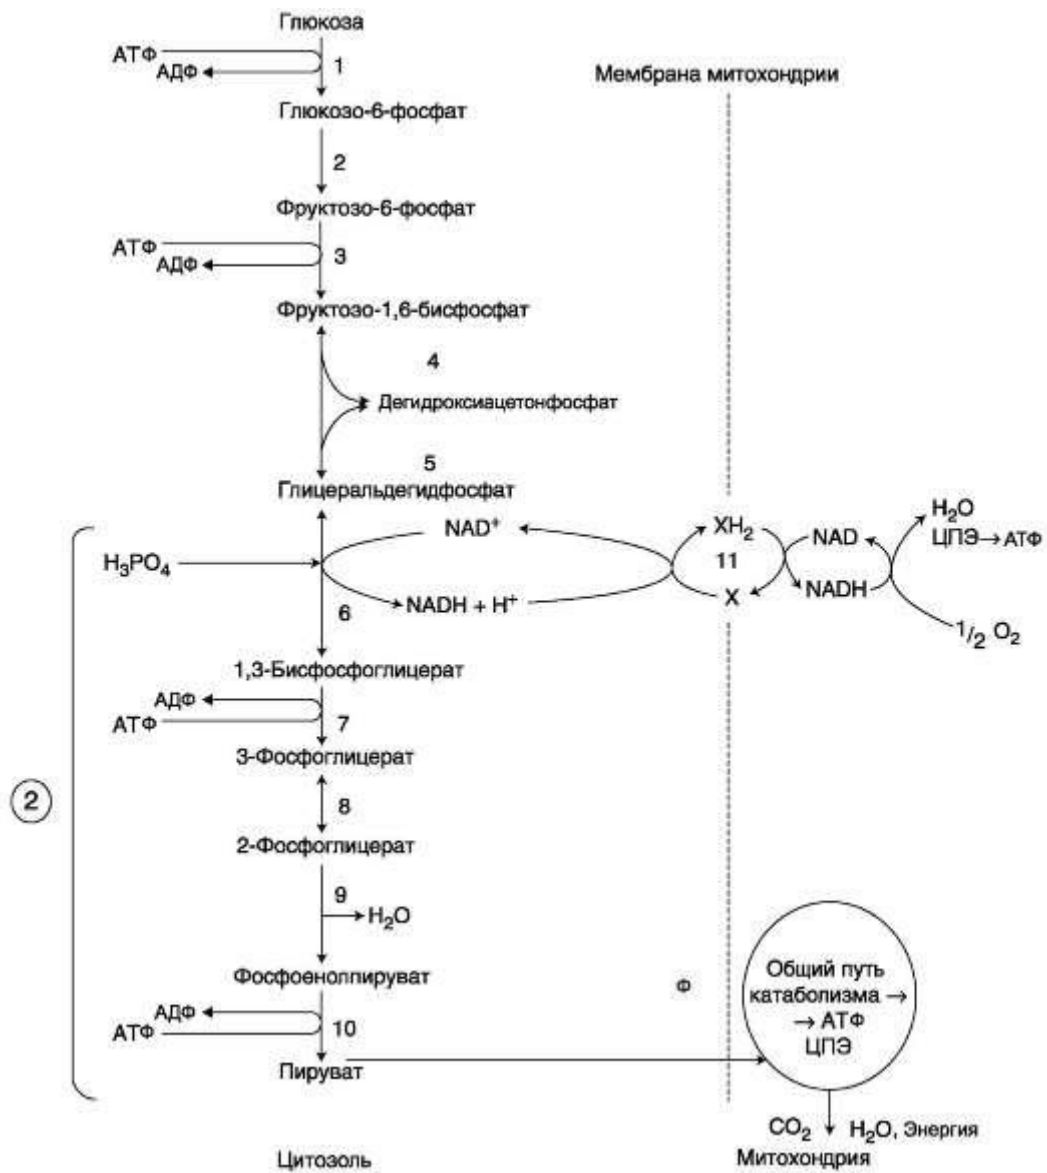 Глюкоза
АТФ
АДФ
1
Мембрана митохондрии
Глюкозо-6-фосфат
2
Фруктозо-6-фосфат
АТФ
АДФ
3
Фруктозо-1,6-бисфосфат
4
Дегидроксиацетонфосфат
5
Глицеральдегидфосфат
H₃PO₄
NAD⁺
NADH + H⁺
6
XH₂
11
X
NAD
NADH
H₂O
ЦПЭ → АТФ
1/2 O₂
1,3-Бисфосфоглицерат
АДФ
АТФ
7
3-Фосфоглицерат
2
8
2-Фосфоглицерат
9
H₂O
Фосфоенолпируват
АДФ
АТФ
10
Пируват
Ф
Общий путь
катаболизма →
→ АТФ
ЦПЭ
CO₂
H₂O, Энергия
Цитозоль
Митохондрия